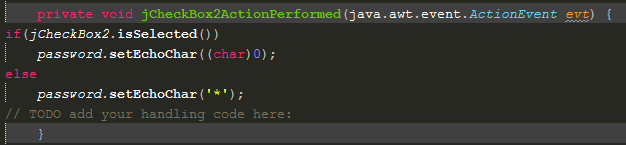 private void jCheckBox2ActionPerformed(java.awt.event.ActionEvent evt) {
if(jCheckBox2.isSelected())
password.setEchoChar((char)0);
else
password.setEchoChar('*');
// TODO add your handling code here:
}